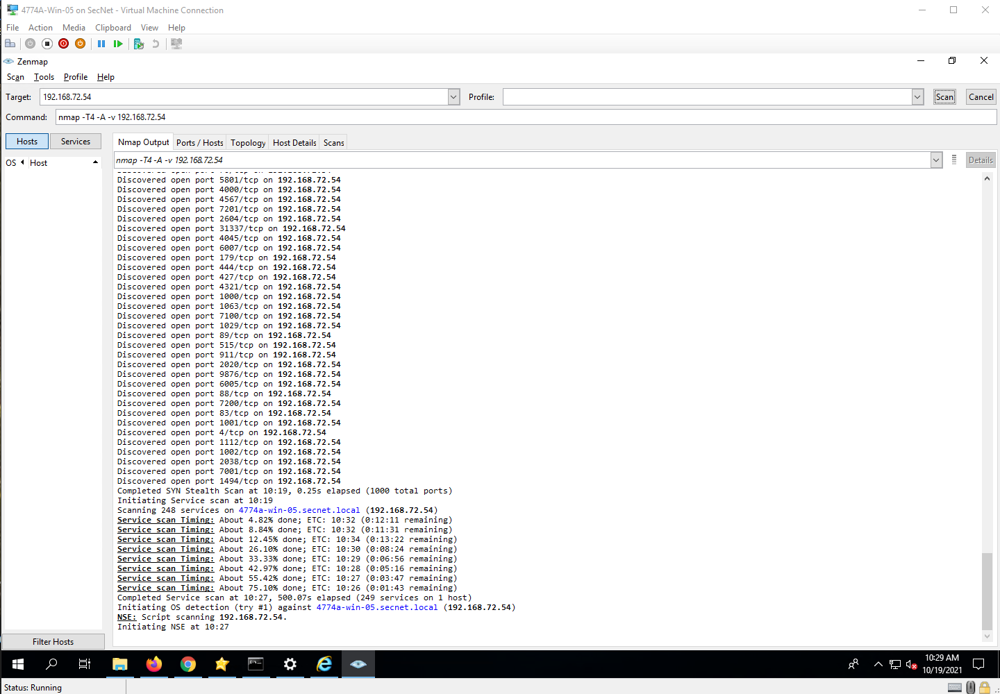 4774A-Win-05 on SecNet - Virtual Machine Connection
File Action Media Clipboard View Help
Zenmap
Scan Tools Profile Help
Target: 192.168.72.54 Profile: Scan Cancel
Command: nmap -T4 -A -v 192.168.72.54
Hosts Services Nmap Output Ports / Hosts Topology Host Details Scans
OS Host nmap -T4 -A -v 192.168.72.54 Details
Discovered open port 5801/tcp on 192.168.72.54
Discovered open port 4000/tcp on 192.168.72.54
Discovered open port 4567/tcp on 192.168.72.54
Discovered open port 7201/tcp on 192.168.72.54
Discovered open port 2604/tcp on 192.168.72.54
Discovered open port 31337/tcp on 192.168.72.54
Discovered open port 4045/tcp on 192.168.72.54
Discovered open port 6007/tcp on 192.168.72.54
Discovered open port 179/tcp on 192.168.72.54
Discovered open port 444/tcp on 192.168.72.54
Discovered open port 427/tcp on 192.168.72.54
Discovered open port 4321/tcp on 192.168.72.54
Discovered open port 1000/tcp on 192.168.72.54
Discovered open port 1063/tcp on 192.168.72.54
Discovered open port 7100/tcp on 192.168.72.54
Discovered open port 1029/tcp on 192.168.72.54
Discovered open port 89/tcp on 192.168.72.54
Discovered open port 515/tcp on 192.168.72.54
Discovered open port 911/tcp on 192.168.72.54
Discovered open port 2020/tcp on 192.168.72.54
Discovered open port 9876/tcp on 192.168.72.54
Discovered open port 6005/tcp on 192.168.72.54
Discovered open port 88/tcp on 192.168.72.54
Discovered open port 7200/tcp on 192.168.72.54
Discovered open port 83/tcp on 192.168.72.54
Discovered open port 1001/tcp on 192.168.72.54
Discovered open port 4/tcp on 192.168.72.54
Discovered open port 1112/tcp on 192.168.72.54
Discovered open port 1002/tcp on 192.168.72.54
Discovered open port 2038/tcp on 192.168.72.54
Discovered open port 7001/tcp on 192.168.72.54
Discovered open port 1494/tcp on 192.168.72.54
Completed SYN Stealth Scan at 10:19, 0.25s elapsed (1000 total ports)
Initiating Service scan at 10:19
Scanning 248 services on 4774a-win-05.secnet.local (192.168.72.54)
Service scan Timing: About 4.82% done; ETC: 10:32 (0:12:11 remaining)
Service scan Timing: About 8.84% done; ETC: 10:32 (0:11:31 remaining)
Service scan Timing: About 12.45% done; ETC: 10:34 (0:13:22 remaining)
Service scan Timing: About 26.10% done; ETC: 10:30 (0:08:24 remaining)
Service scan Timing: About 33.33% done; ETC: 10:29 (0:06:56 remaining)
Service scan Timing: About 42.97% done; ETC: 10:28 (0:05:16 remaining)
Service scan Timing: About 55.42% done; ETC: 10:27 (0:03:47 remaining)
Service scan Timing: About 75.10% done; ETC: 10:26 (0:01:43 remaining)
Completed Service scan at 10:27, 500.07s elapsed (249 services on 1 host)
Initiating OS detection (try #1) against 4774a-win-05.secnet.local (192.168.72.54)
NSE: Script scanning 192.168.72.54.
Initiating NSE at 10:27
Filter Hosts
10:29 AM
10/19/2021
Status: Running